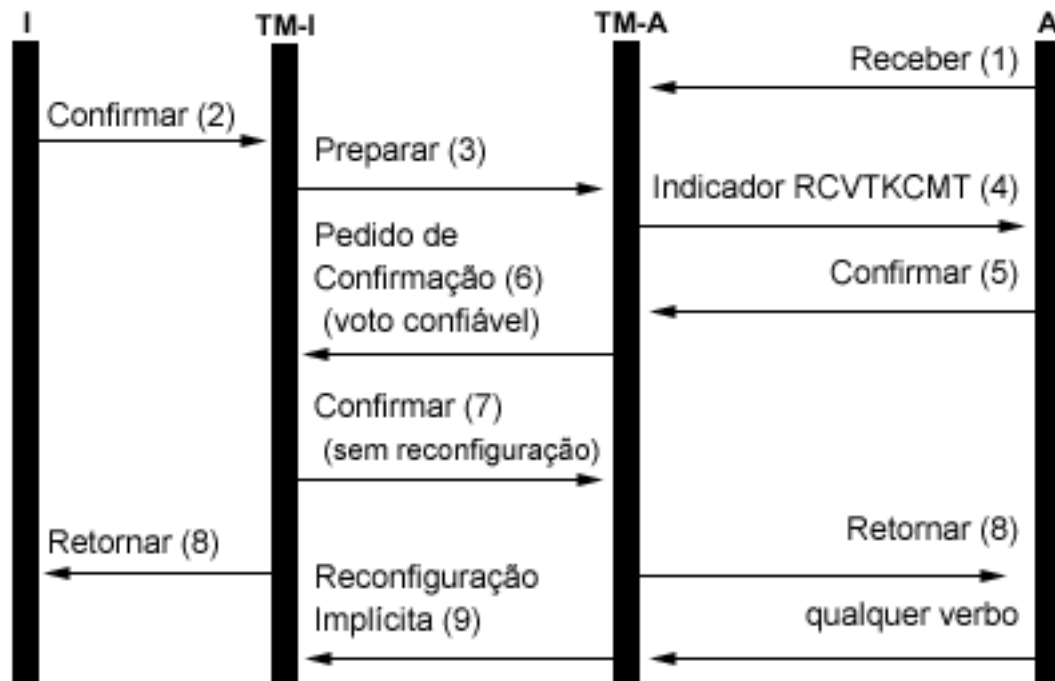 I
TM-I
TM-A
A
Receber (1)
Confirmar (2)
Preparar (3)
Indicador RCVTKCMT (4)
Pedido de
Confirmação (6)
(voto confiável)
Confirmar (5)
Confirmar (7)
(sem reconfiguração)
Retornar (8)
Retornar (8)
Reconfiguração
Implícita (9)
qualquer verbo